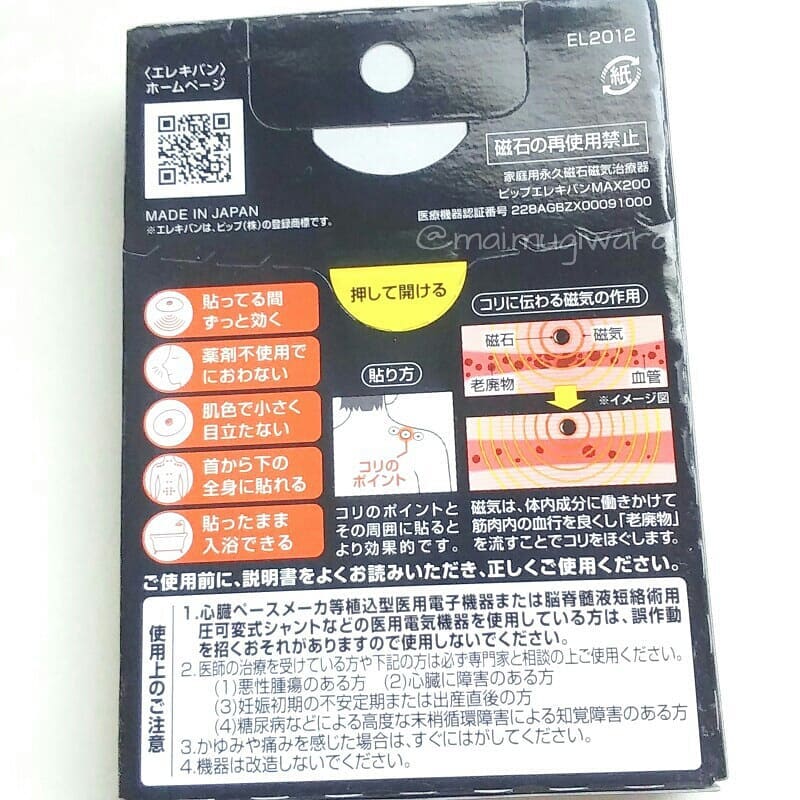 EL2012
〈エレキバン〉
ホームページ
紙
磁石の再使用禁止
家庭用永久磁石磁気治療器
ピップエレキバンMAX200
医療機器認証番号 228AGBZX00091000
MADE IN JAPAN
※エレキバンは、ピップ(株)の登録商標です。
@maimugiwara
押して開ける
貼ってる間
ずっと効く
薬剤不使用で
におわない
肌色で小さく
目立たない
首から下の
全身に貼れる
貼ったまま
入浴できる
貼り方
コリの
ポイント
コリのポイントと
その周囲に貼ると
より効果的です。
コリに伝わる磁気の作用
磁石
磁気
老廃物
血管
※イメージ図
磁気は、体内成分に働きかけて
筋肉内の血行を良くし「老廃物」
を流すことでコリをほぐします。
ご使用前に、説明書をよくお読みいただき、正しくご使用ください。
使用上のご注意
1.心臓ペースメーカ等植込型医用電子機器または脳脊髄液短絡術用
圧可変式シャントなどの医用電気機器を使用している方は、誤作動
を招くおそれがありますので使用しないでください。
2.医師の治療を受けている方や下記の方は必ず専門家と相談の上ご使用ください。
(1)悪性腫瘍のある方 (2)心臓に障害のある方
(3)妊娠初期の不安定期または出産直後の方
(4)糖尿病などによる高度な末梢循環障害による知覚障害のある方
3.かゆみや痛みを感じた場合は、すぐにはがしてください。
4.機器は改造しないでください。